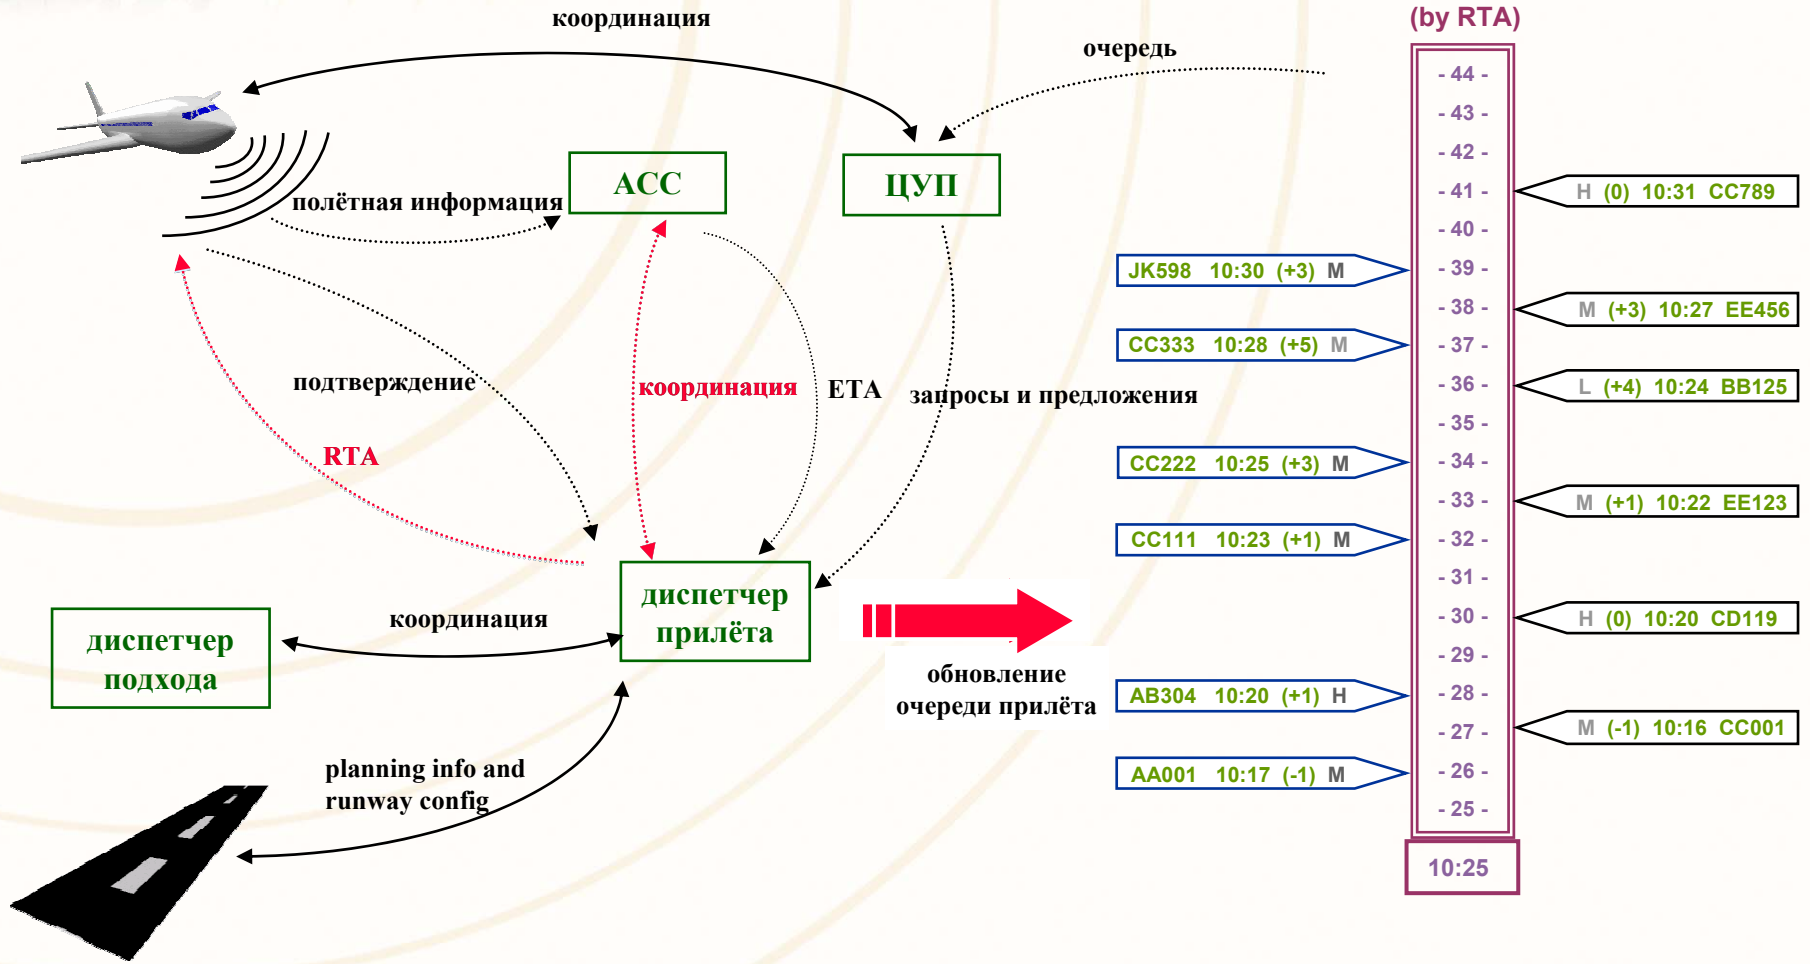 координация
(by RTA)
очередь
АСС
ЦУП
полётная информация
подтверждение
координация
ETA
запросы и предложения
RTA
диспетчер
прилёта
координация
диспетчер
подхода
обновление
очереди прилёта
planning info and
runway config
- 44 -
- 43 -
- 42 -
- 41 -
- 40 -
- 39 -
- 38 -
- 37 -
- 36 -
- 35 -
- 34 -
- 33 -
- 32 -
- 31 -
- 30 -
- 29 -
- 28 -
- 27 -
- 26 -
- 25 -
10:25
JK598 10:30 (+3) M
CC333 10:28 (+5) M
CC222 10:25 (+3) M
CC111 10:23 (+1) M
AB304 10:20 (+1) H
AA001 10:17 (-1) M
H (0) 10:31 CC789
M (+3) 10:27 EE456
L (+4) 10:24 BB125
M (+1) 10:22 EE123
H (0) 10:20 CD119
M (-1) 10:16 CC001